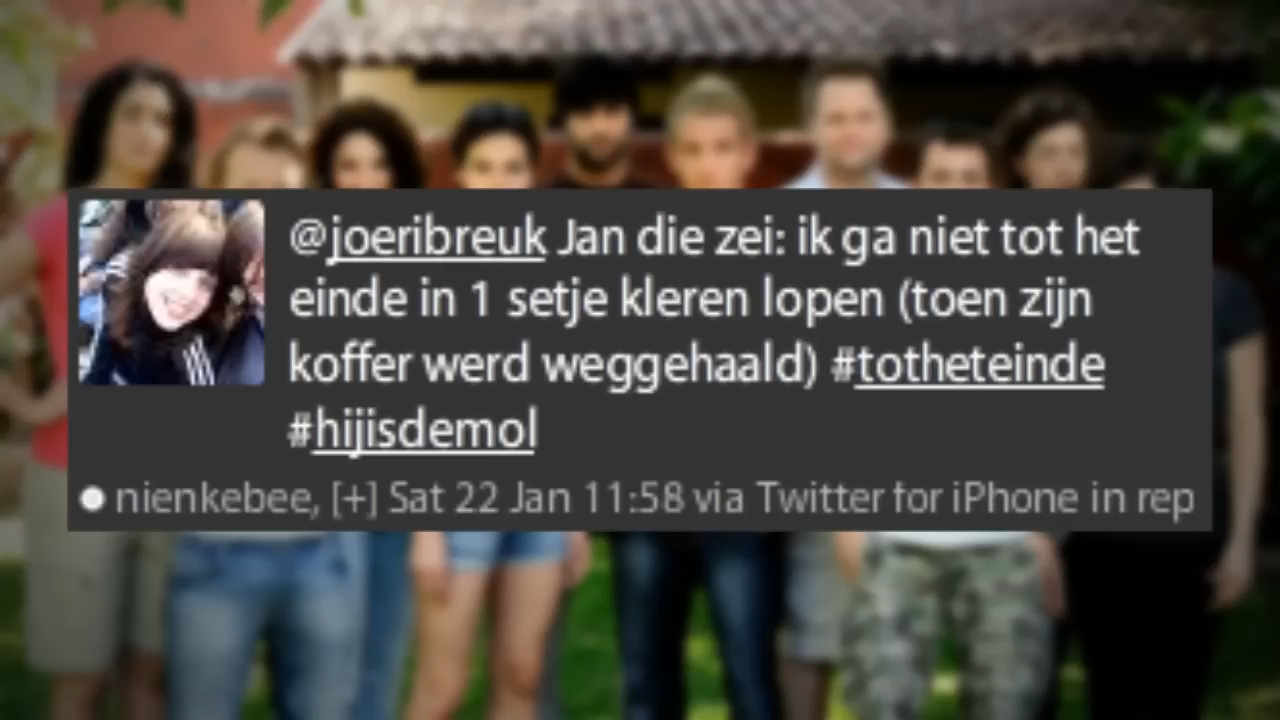 @joeribreuk Jan die zei: ik ga niet tot het
einde in 1 setje kleren lopen (toen zijn
koffer werd weggehaald) #totheteinde
#hijisdemol
nienkebee, [+] Sat 22 Jan 11:58 via Twitter for iPhone in rep